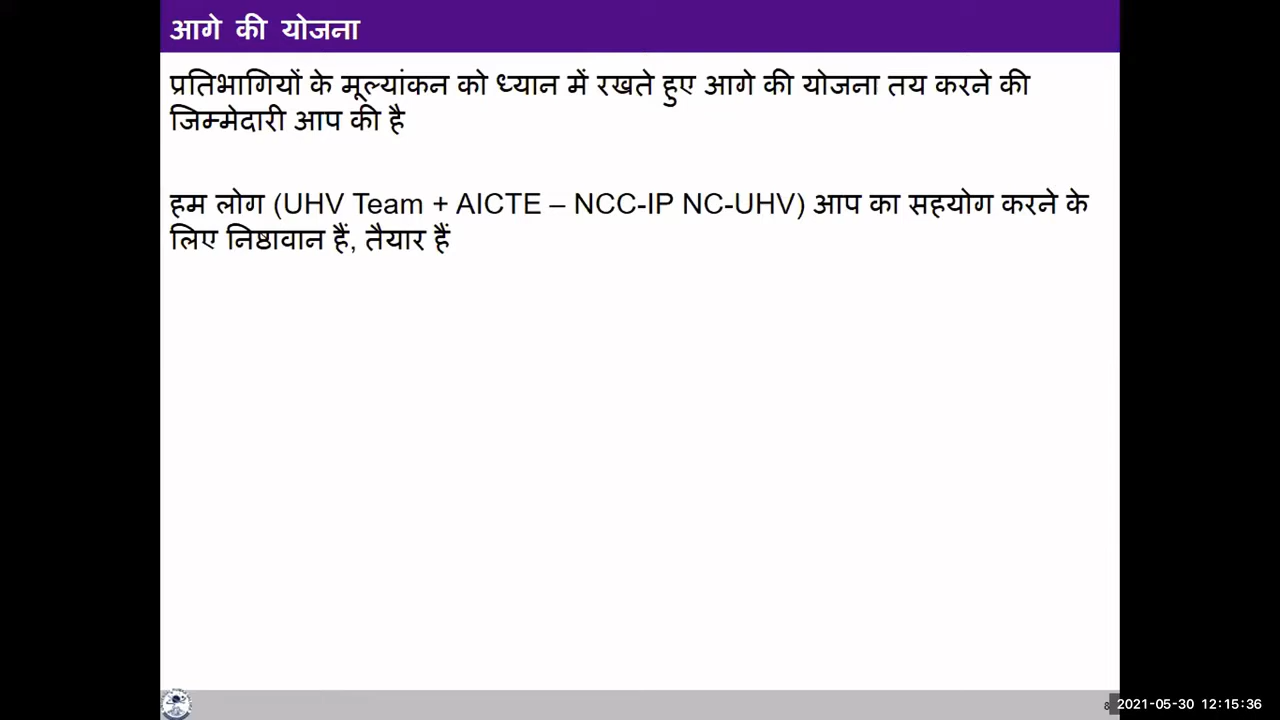 आगे की योजना
प्रतिभागियों के मूल्यांकन को ध्यान में रखते हुए आगे की योजना तय करने की
जिम्मेदारी आप की है
हम लोग (UHV Team + AICTE – NCC-IP NC-UHV) आप का सहयोग करने के
लिए निष्ठावान हैं, तैयार हैं
2021-05-30 12:15:36